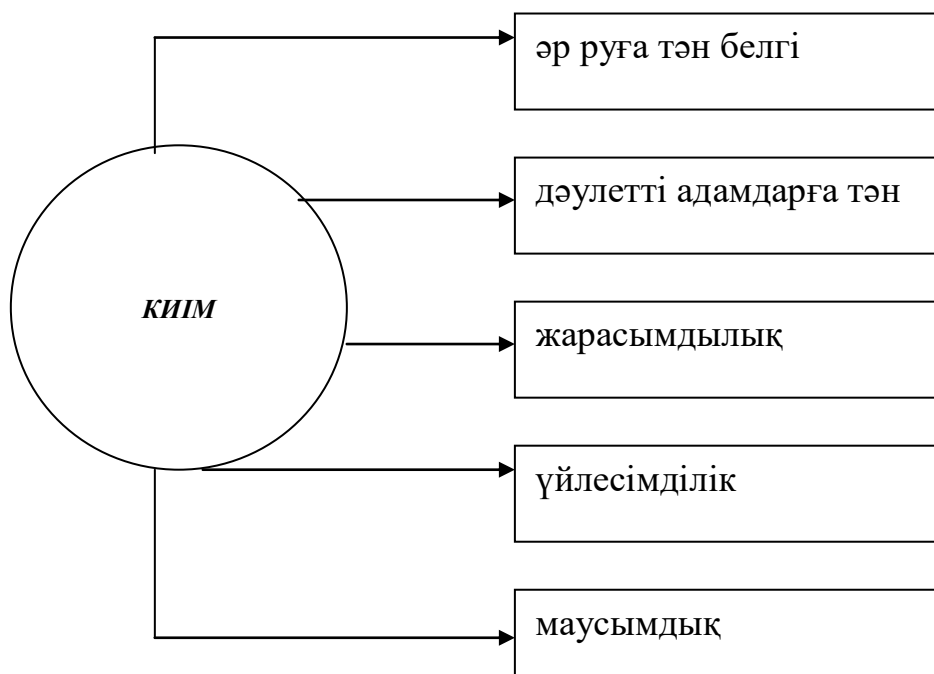 әр руға тән белгі
дәулетті адамдарға тән
КИІМ
жарасымдылық
үйлесімділік
маусымдық